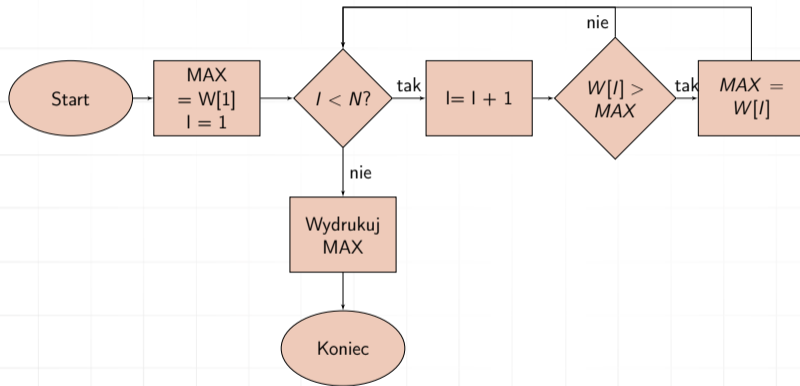 nie
Start
MAX
= W[1]
I = 1
I < N?
tak
I= I + 1
W[I] >
MAX
tak
MAX =
W[I]
nie
Wydrukuj
MAX
Koniec